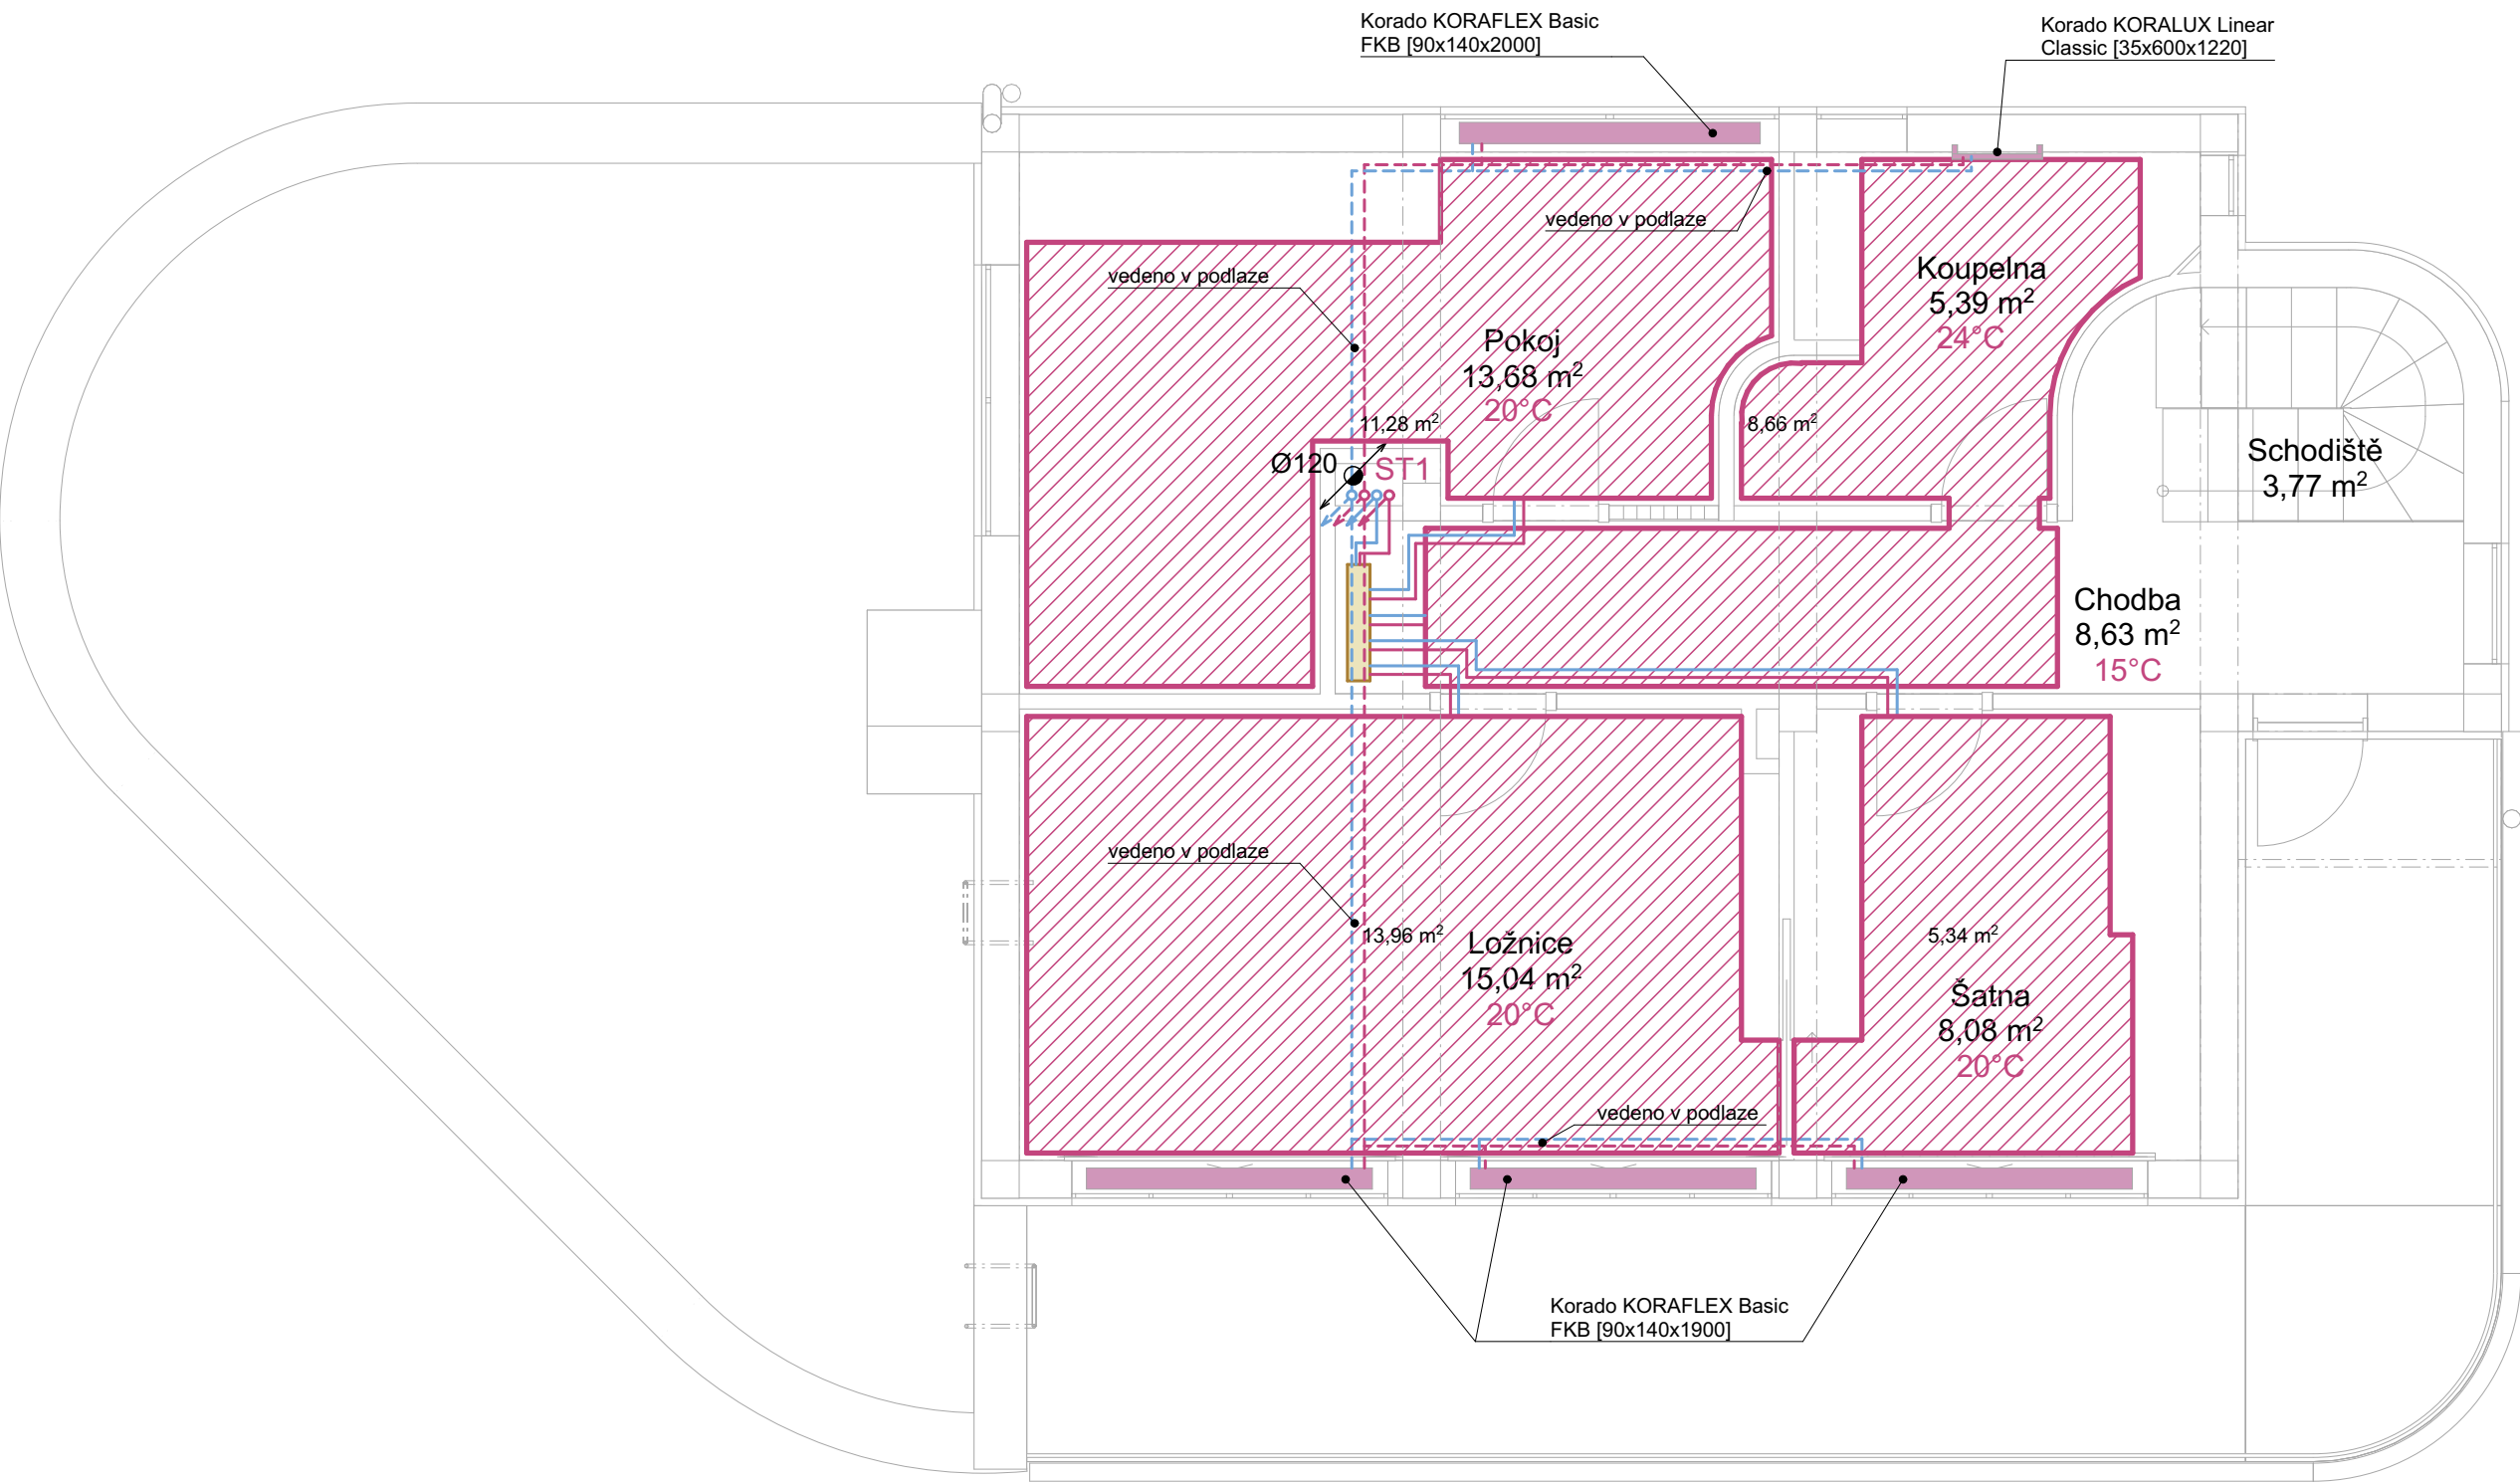 Korado KORAFLEX Basic
FKB [90x140x2000]
Korado KORALUX Linear
Classic [35x600x1220]
vedeno v podlaze
vedeno v podlaze
Koupelna
5,39 m²
24°C
Pokoj
13,68 m²
20°C
11,28 m²
8,66 m²
Ø120
ST1
Schodiště
3,77 m²
Chodba
8,63 m²
15°C
vedeno v podlaze
13,96 m²
Ložnice
15,04 m²
20°C
5,34 m²
Šatna
8,08 m²
20°C
vedeno v podlaze
Korado KORAFLEX Basic
FKB [90x140x1900]